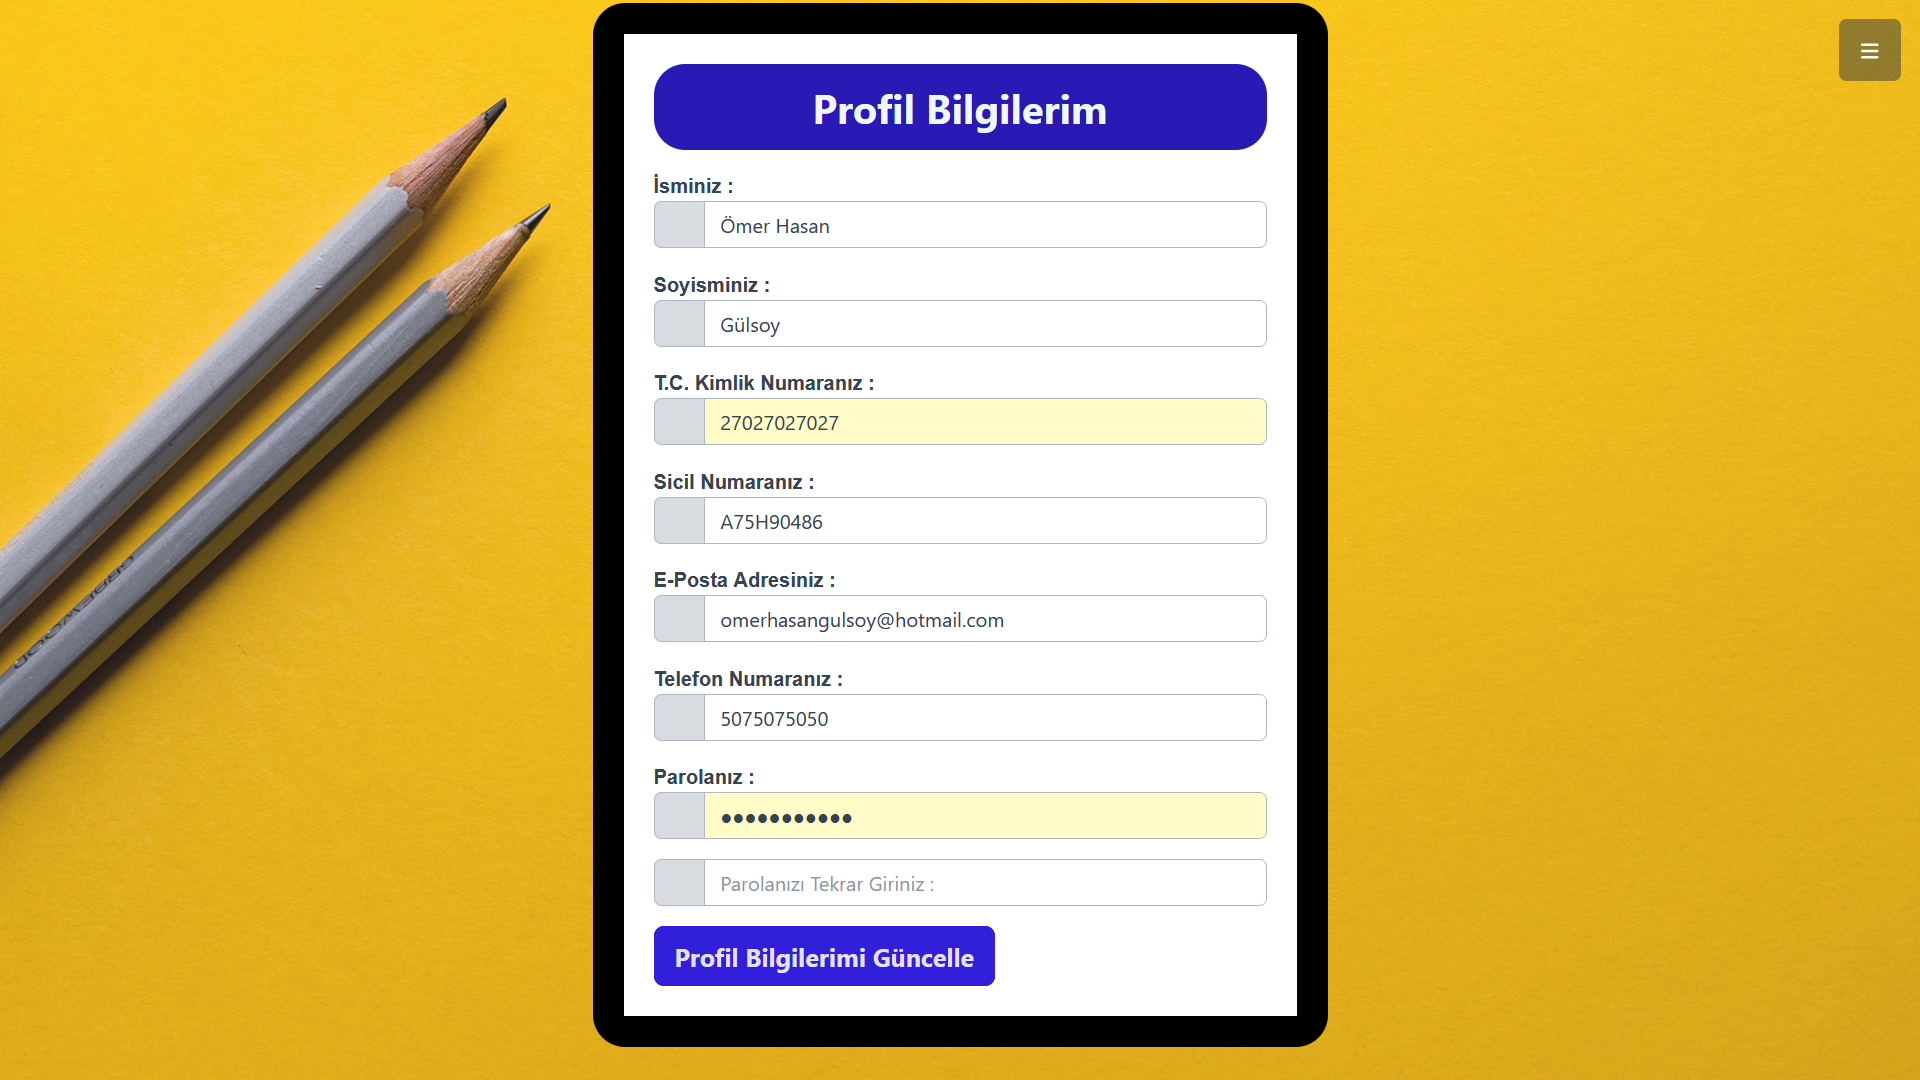 Profil Bilgilerim
İsminiz :
Ömer Hasan
Soyisminiz :
Gülsoy
T.C. Kimlik Numaranız :
27027027027
Sicil Numaranız :
A75H90486
E-Posta Adresiniz :
omerhasangulsoy@hotmail.com
Telefon Numaranız :
5075075050
Parolanız :
●●●●●●●●●●●
Parolanızı Tekrar Giriniz :
Profil Bilgilerimi Güncelle